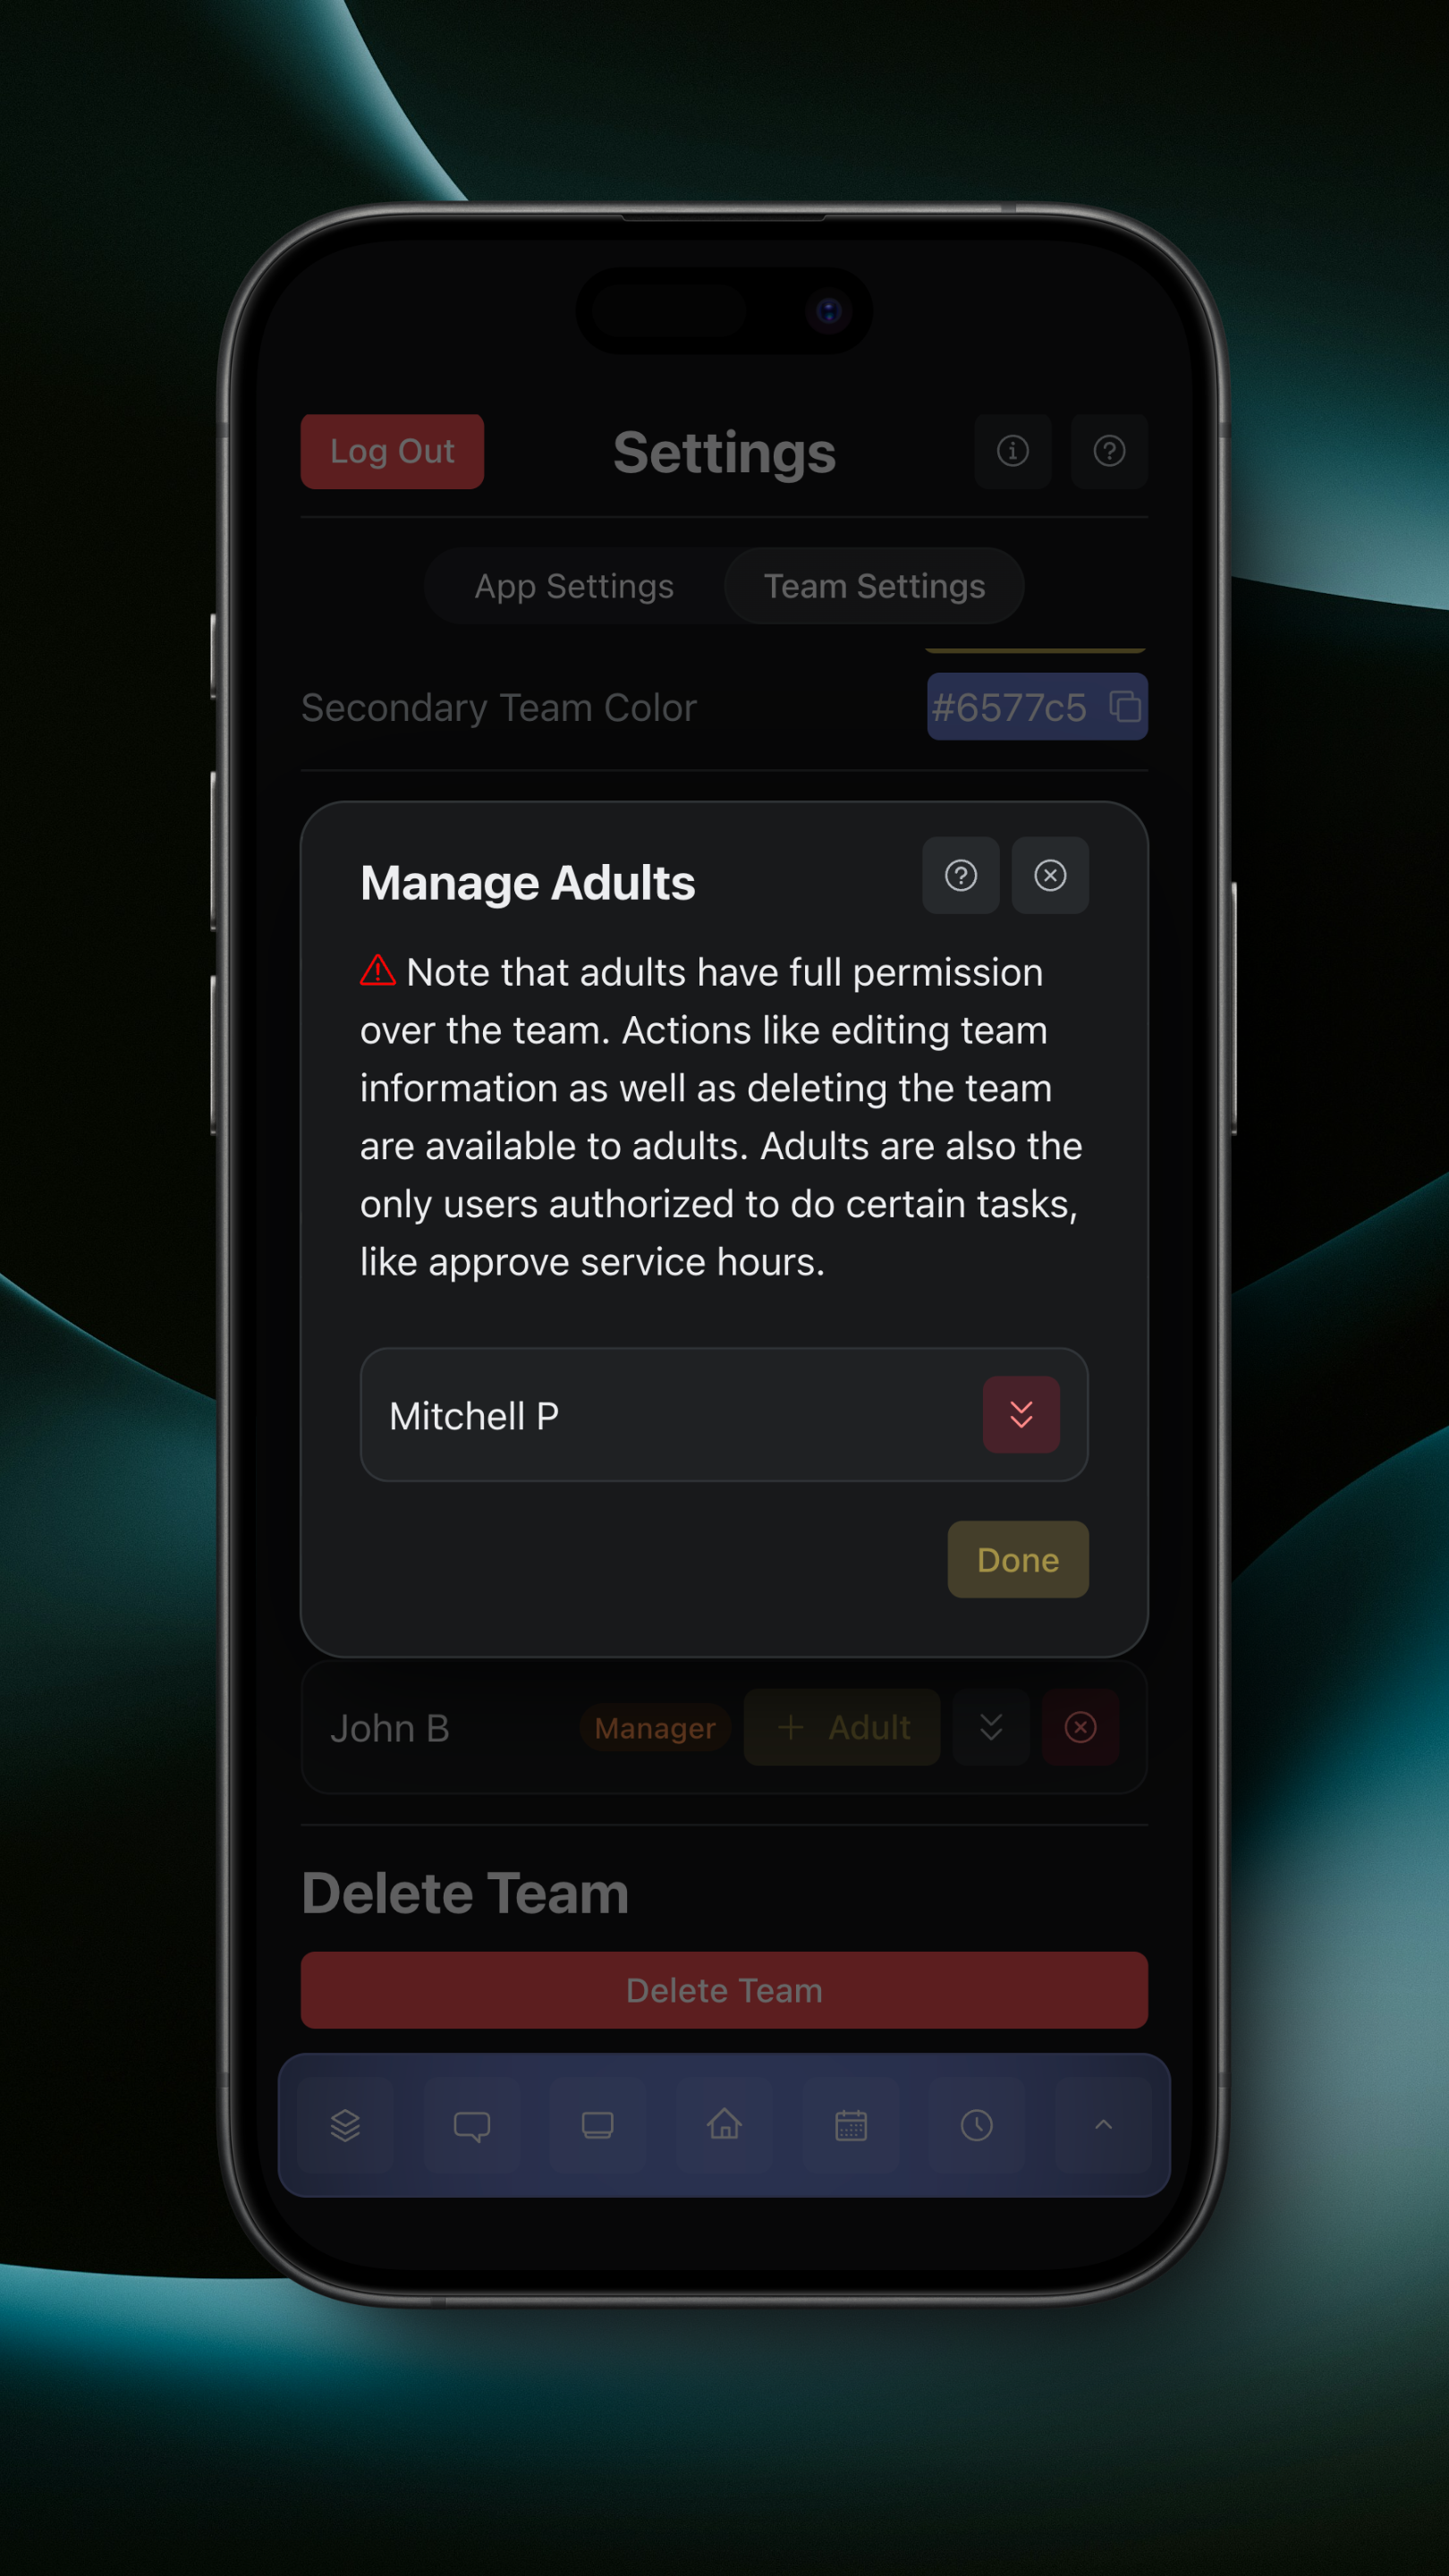 Log Out
Settings
App Settings
Team Settings
Secondary Team Color
#6577c5
Manage Adults
Note that adults have full permission
over the team. Actions like editing team
information as well as deleting the team
are available to adults. Adults are also the
only users authorized to do certain tasks,
like approve service hours.
Mitchell P
Done
John B
Manager
+ Adult
Delete Team
Delete Team